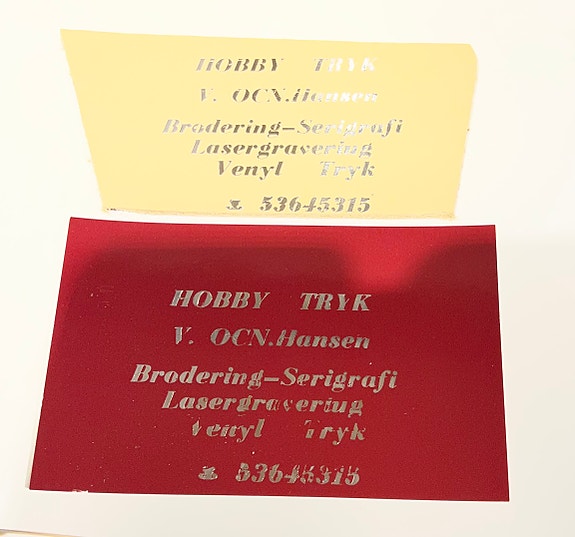 HOBBY TRYK
V. OCN.Hansen
Brodering–Serigrafi
Lasergravering
Venyl Tryk
53645315
HOBBY TRYK
V. OCN.Hansen
Brodering–Serigrafi
Lasergravering
Venyl Tryk
53645315